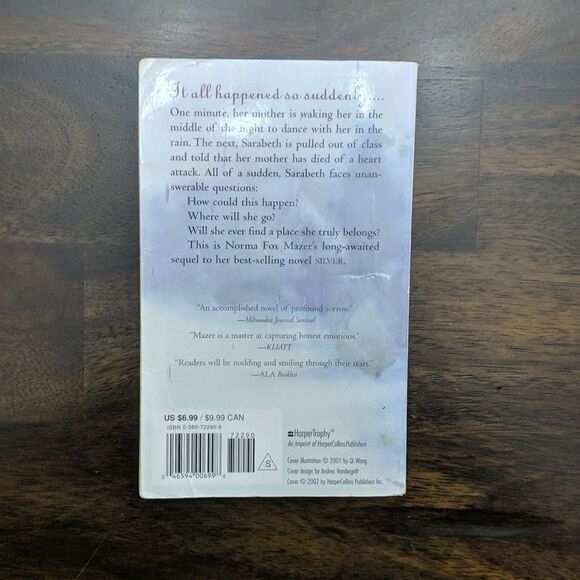 It all happened so suddenly....
One minute, her mother is waking her in the
middle of the night to dance with her in the
rain. The next, Sarabeth is pulled out of class
and told that her mother has died of a heart
attack. All of a sudden, Sarabeth faces unan-
swerable questions:
How could this happen?
Where will she go?
Will she ever find a place she truly belongs?
This is Norma Fox Mazer's long-awaited
sequel to her best-selling novel SILVER.
"An accomplished novel of profound sorrow."
—Milwaukee Journal Sentinel
"Mazer is a master at capturing honest emotions."
—KLIATT
"Readers will be nodding and smiling through their tears."
—ALA Booklist
US $6.99 / $9.99 CAN
ISBN 0-380-72290-9
72290
0 46594 00699 6
S
HarperTrophy®
An Imprint of HarperCollinsPublishers
Cover illustration © 2001 by Qi Wang
Cover design by Andrea Vandergrift
Cover © 2002 by HarperCollins Publishers Inc.